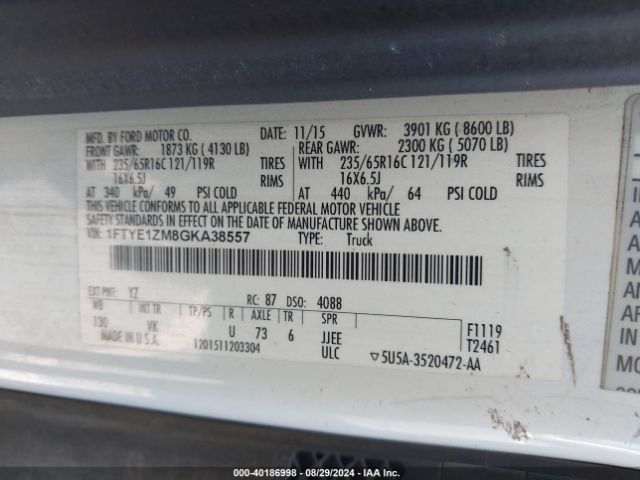 MFD. BY FORD MOTOR CO. DATE: 11/15 GVWR: 3901 KG ( 8600 LB)
FRONT GAWR: 1873 KG ( 4130 LB) REAR GAWR: 2300 KG ( 5070 LB)
WITH 235/65R16C 121/119R TIRES WITH 235/65R16C 121/119R TIRES
16X6.5J RIMS 16X6.5J RIMS
AT 340 kPa/ 49 PSI COLD AT 440 kPa/ 64 PSI COLD
THIS VEHICLE CONFORMS TO ALL APPLICABLE FEDERAL MOTOR VEHICLE
SAFETY STANDARDS IN EFFECT ON THE DATE OF MANUFACTURE SHOWN ABOVE.
VIN: 1FTYE1ZM8GKA38557 TYPE: Truck
EXT PNT: YZ RC: 87 DSO: 4088
WB INT TR TP/PS R AXLE TR SPR F1119
130 VK U 73 6 JJEE T2461
MADE IN U.S.A. 1201511203304 ULC 5U5A-3520472-AA
000-40186998 - 08/29/2024 - IAA Inc.